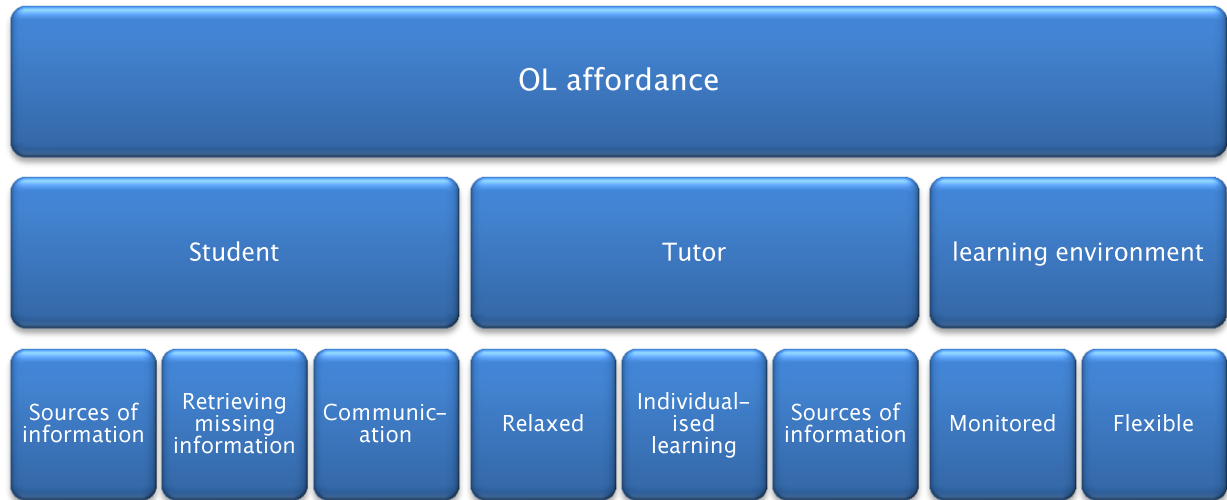 OL affordance
Student
Tutor
learning environment
Sources of
information
Retrieving
missing
information
Communic-
ation
Relaxed
Individual-
ised
learning
Sources of
information
Monitored
Flexible